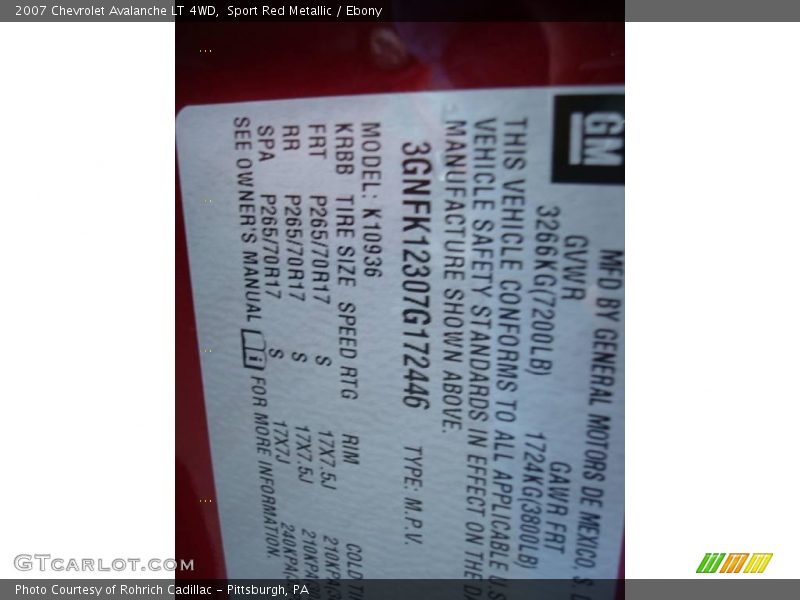 2007 Chevrolet Avalanche LT 4WD,  Sport Red Metallic / Ebony
GM
MFD BY GENERAL MOTORS DE MEXICO, S.
GVWR GAWR FRT
3266KG(7200LB) 1724KG(3800LB)
THIS VEHICLE CONFORMS TO ALL APPLICABLE U.S
VEHICLE SAFETY STANDARDS IN EFFECT ON THE
MANUFACTURE SHOWN ABOVE.
3GNFK12307G172446 TYPE: M.P.V.
MODEL: K10936
KRBB TIRE SIZE SPEED RTG RIM COLD
FRT P265/70R17 S 17X7.5J 210KPA
RR P265/70R17 S 17X7.5J 210KPA
SPA P265/70R17 S 17X7J 240KPA
SEE OWNER'S MANUAL i FOR MORE INFORMATION.
GTCARLOT.COM
Photo Courtesy of Rohrich Cadillac - Pittsburgh, PA